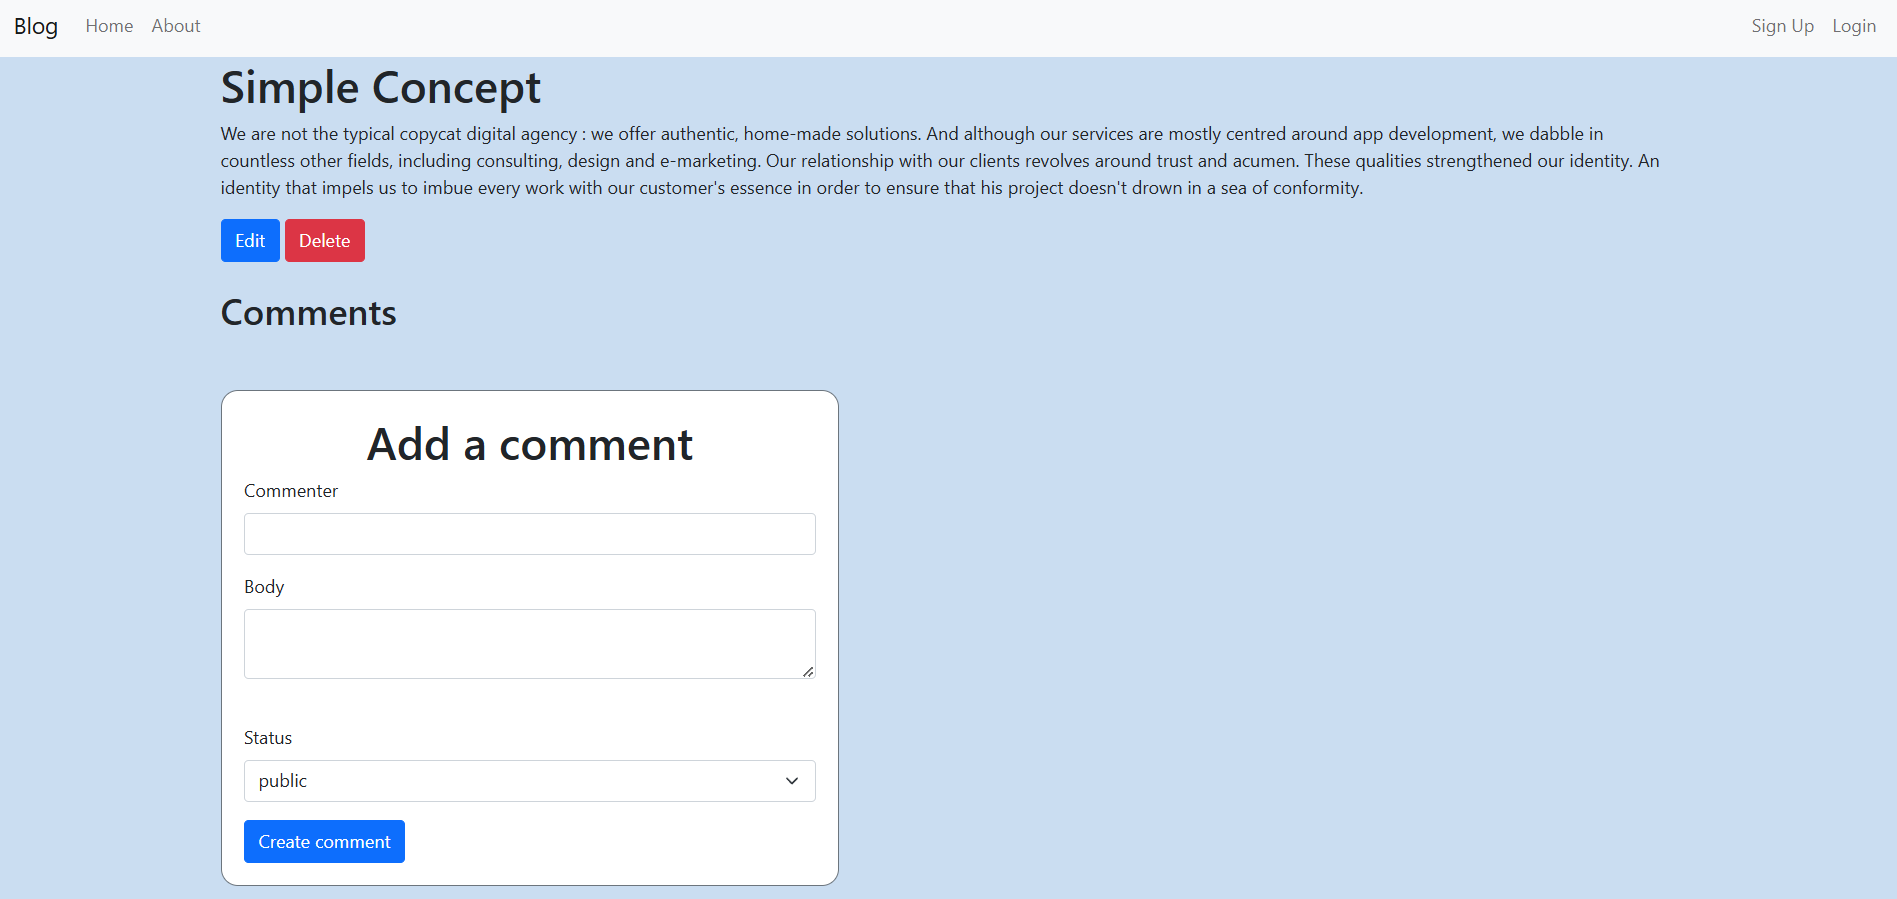 Blog Home About Sign Up Login
Simple Concept
We are not the typical copycat digital agency : we offer authentic, home-made solutions. And although our services are mostly centred around app development, we dabble in
countless other fields, including consulting, design and e-marketing. Our relationship with our clients revolves around trust and acumen. These qualities strengthened our identity. An
identity that impels us to imbue every work with our customer's essence in order to ensure that his project doesn't drown in a sea of conformity.
Edit Delete
Comments
Add a comment
Commenter
Body
Status
public
Create comment